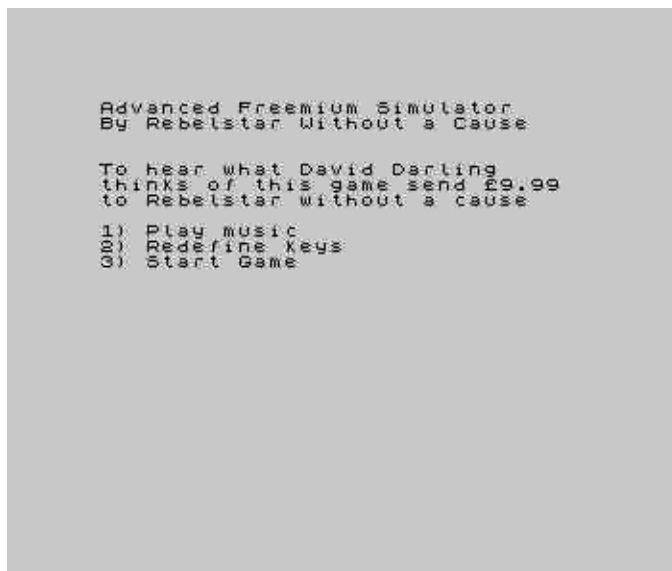 Advanced Freemium Simulator
By Rebelstar Without a Cause
To hear what David Darling
thinks of this game send £9.99
to Rebelstar without a cause
1) Play music
2) Redefine Keys
3) Start Game